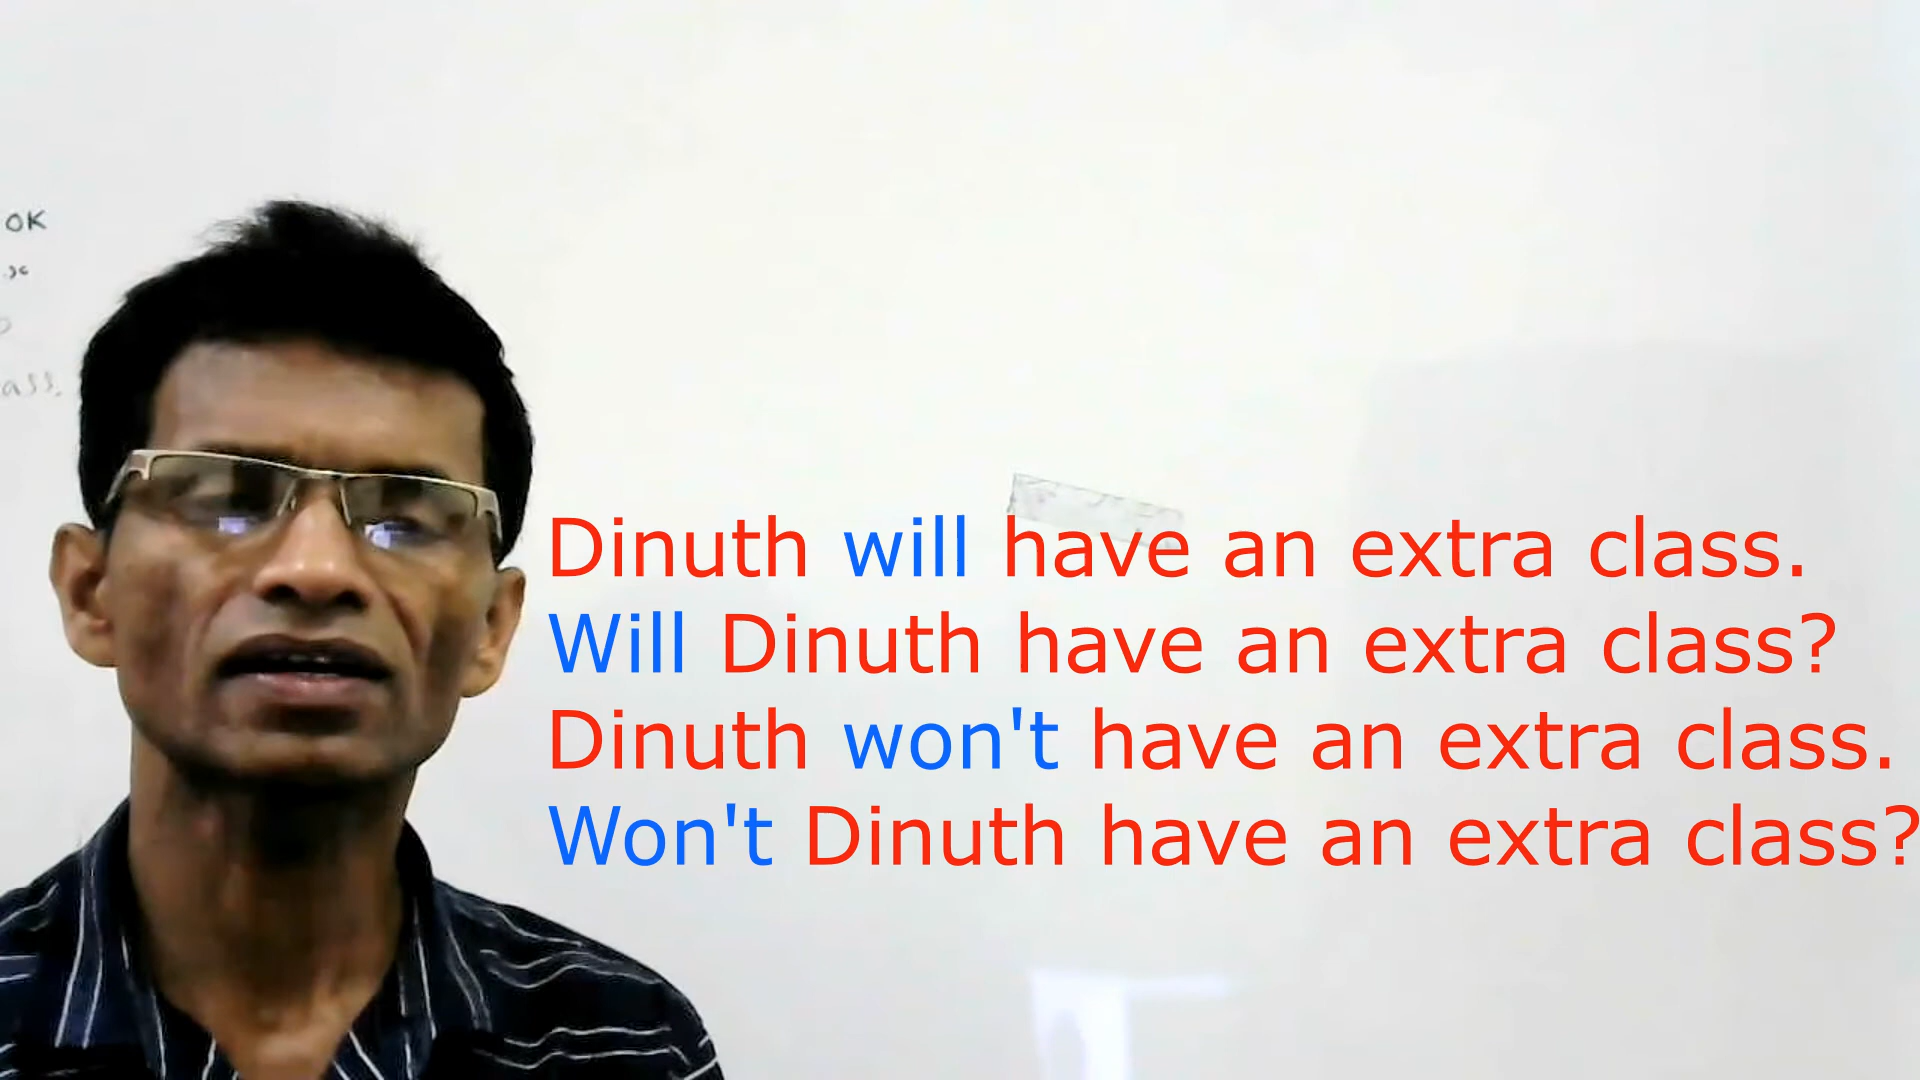 OK
ass.
Dinuth will have an extra class.
Will Dinuth have an extra class?
Dinuth won't have an extra class.
Won't Dinuth have an extra class?